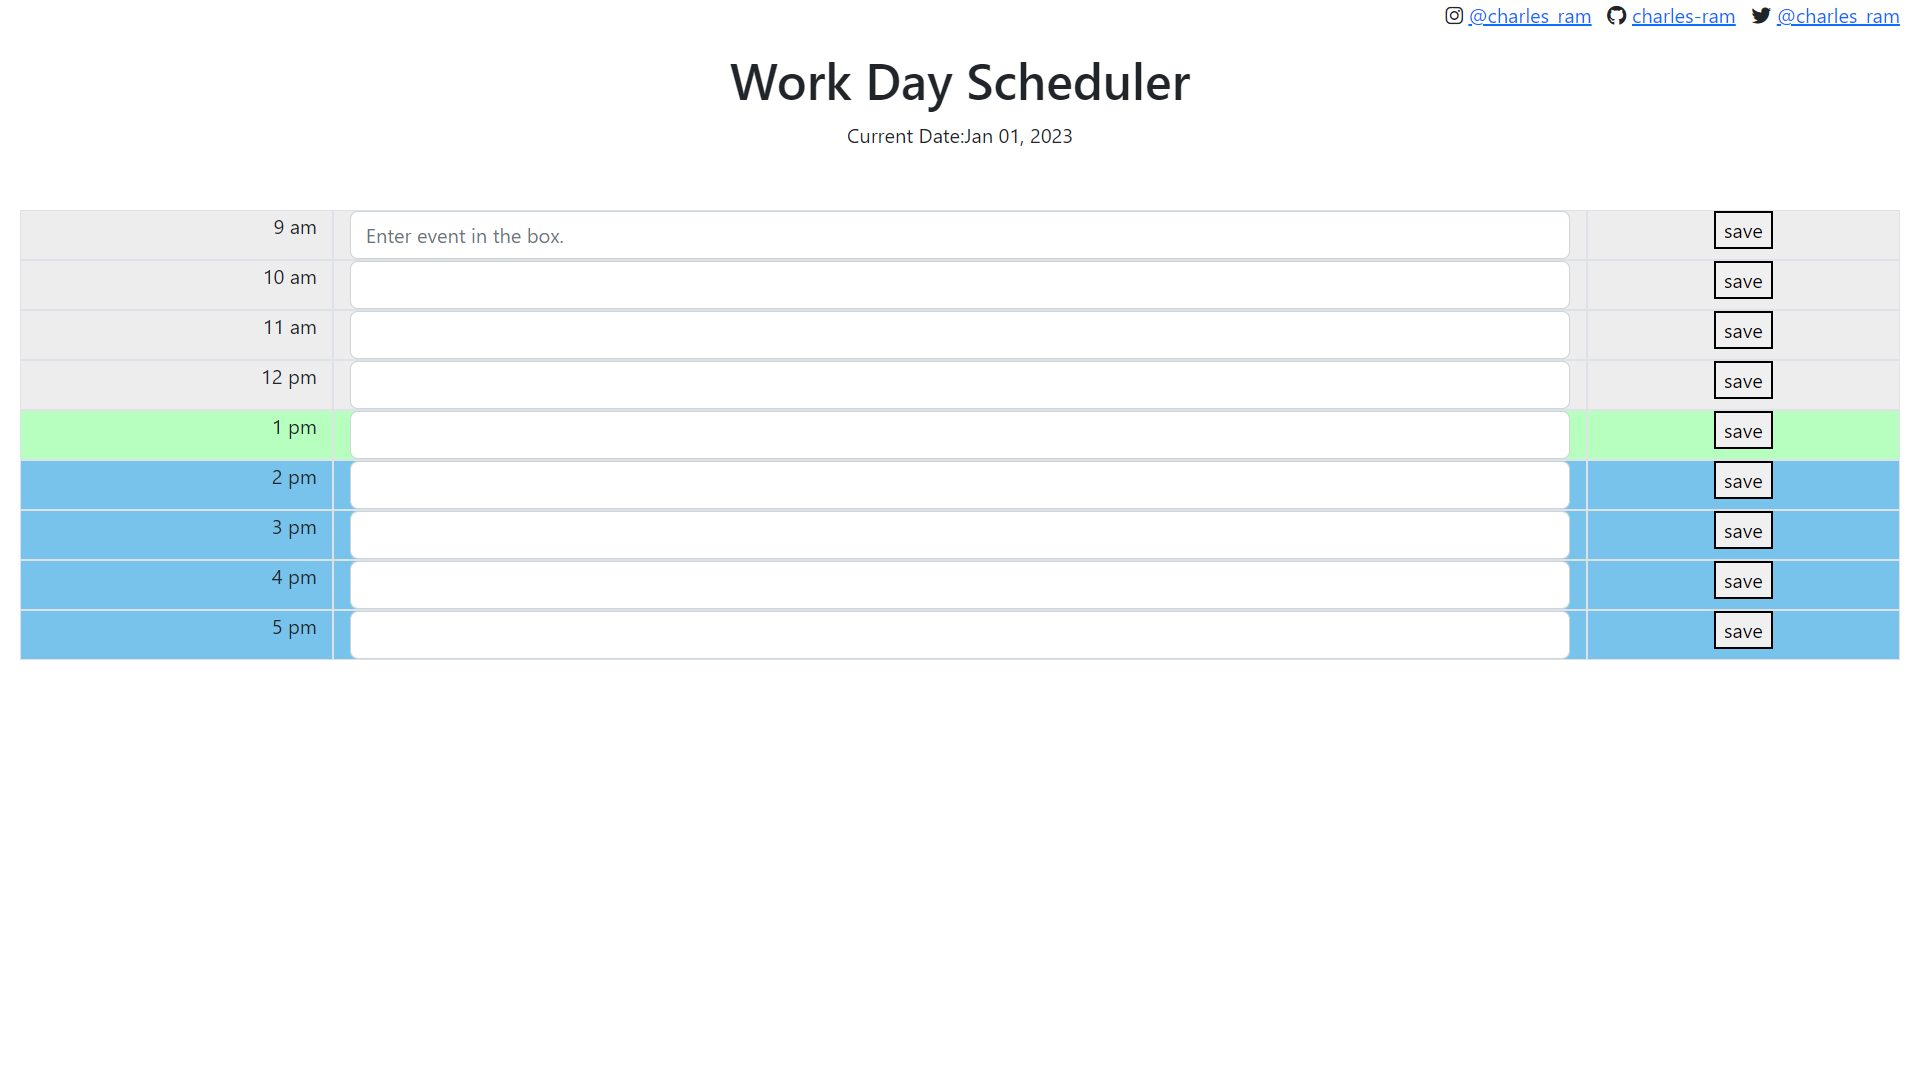 @charles_ram charles-ram @charles_ram
Work Day Scheduler
Current Date:Jan 01, 2023
9 am Enter event in the box. save
10 am save
11 am save
12 pm save
1 pm save
2 pm save
3 pm save
4 pm save
5 pm save